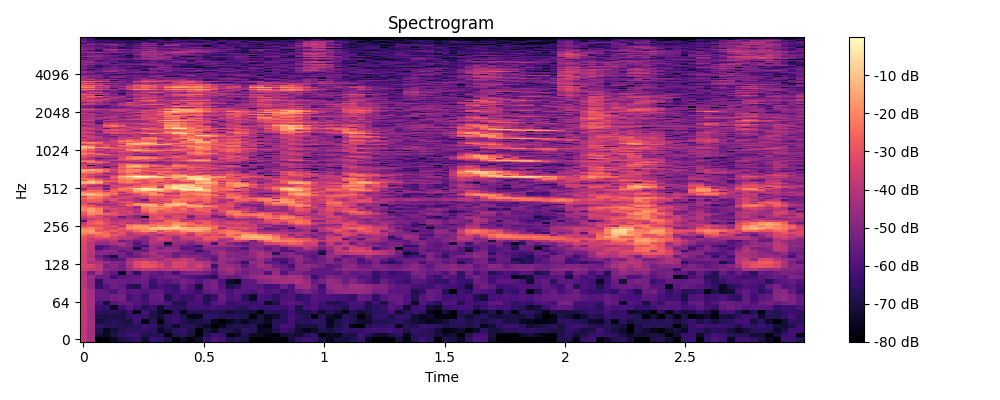 Spectrogram
4096
2048
1024
512
256
128
64
0
Hz
0
0.5
1
1.5
2
2.5
Time
-10 dB
-20 dB
-30 dB
-40 dB
-50 dB
-60 dB
-70 dB
-80 dB